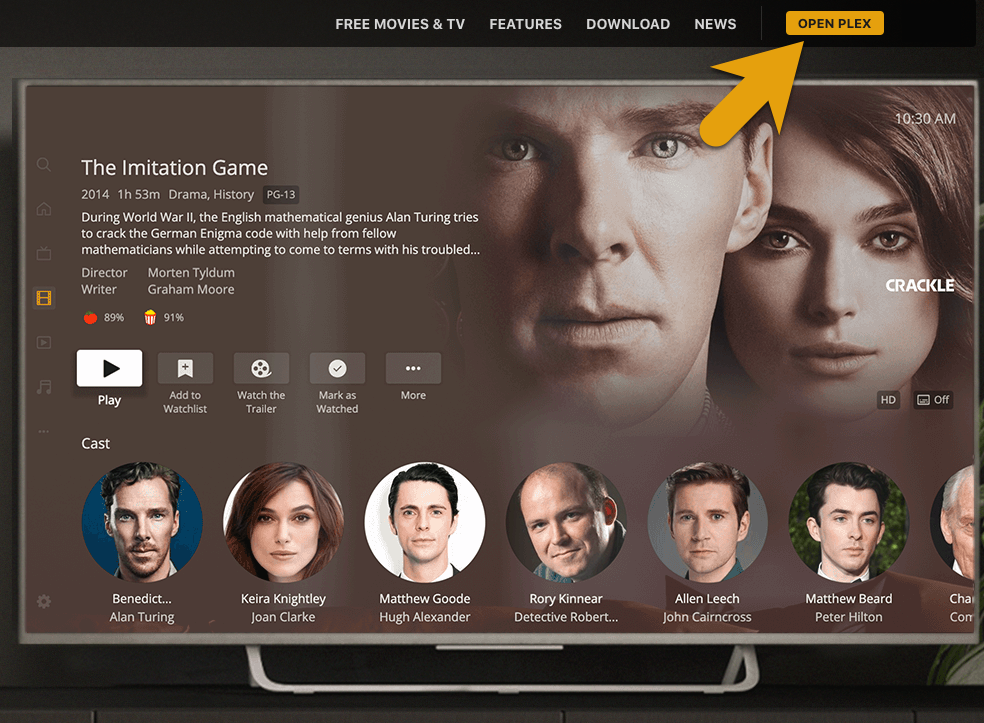 FREE MOVIES & TV FEATURES DOWNLOAD NEWS OPEN PLEX
10:30 AM
The Imitation Game
2014 1h 53m Drama, History PG-13
During World War II, the English mathematical genius Alan Turing tries
to crack the German Enigma code with help from fellow
mathematicians while attempting to come to terms with his troubled...
Director Morten Tyldum
Writer Graham Moore
CRACKLE
89% 91%
HD Off
Play
Add to
Watchlist
Watch the
Trailer
Mark as
Watched
More
Cast
Benedict...
Alan Turing
Keira Knightley
Joan Clarke
Matthew Goode
Hugh Alexander
Rory Kinnear
Detective Robert...
Allen Leech
John Cairncross
Matthew Beard
Peter Hilton
Cha
Com